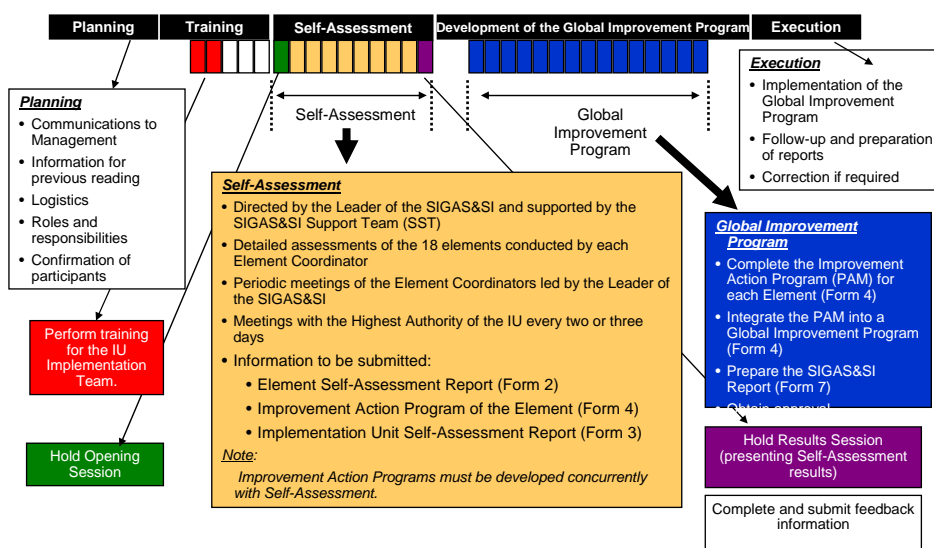 Planning
Training
Self-Assessment
Development of the Global Improvement Program
Execution
Planning
• Communications to
Management
• Information for
previous reading
• Logistics
• Roles and
responsibilities
• Confirmation of
participants
Self-Assessment
Global
Improvement
Program
Execution
• Implementation of the
Global Improvement
Program
• Follow-up and preparation
of reports
• Correction if required
Self-Assessment
• Directed by the Leader of the SIGAS&SI and supported by the
SIGAS&SI Support Team (SST)
• Detailed assessments of the 18 elements conducted by each
Element Coordinator
• Periodic meetings of the Element Coordinators led by the Leader
of the SIGAS&SI
• Meetings with the Highest Authority of the IU every two or three
days
• Information to be submitted:
• Element Self-Assessment Report (Form 2)
• Improvement Action Program of the Element (Form 4)
• Implementation Unit Self-Assessment Report (Form 3)
Note:
Improvement Action Programs must be developed concurrently
with Self-Assessment.
Global Improvement
Program
• Complete the Improvement
Action Program (PAM) for
each Element (Form 4)
• Integrate the PAM into a
Global Improvement Program
(Form 4)
• Prepare the SIGAS&SI
Report (Form 7)
• Obtain approval
Perform training
for the IU
Implementation
Team.
Hold Opening
Session
Hold Results Session
(presenting Self-Assessment
results)
Complete and submit feedback
information